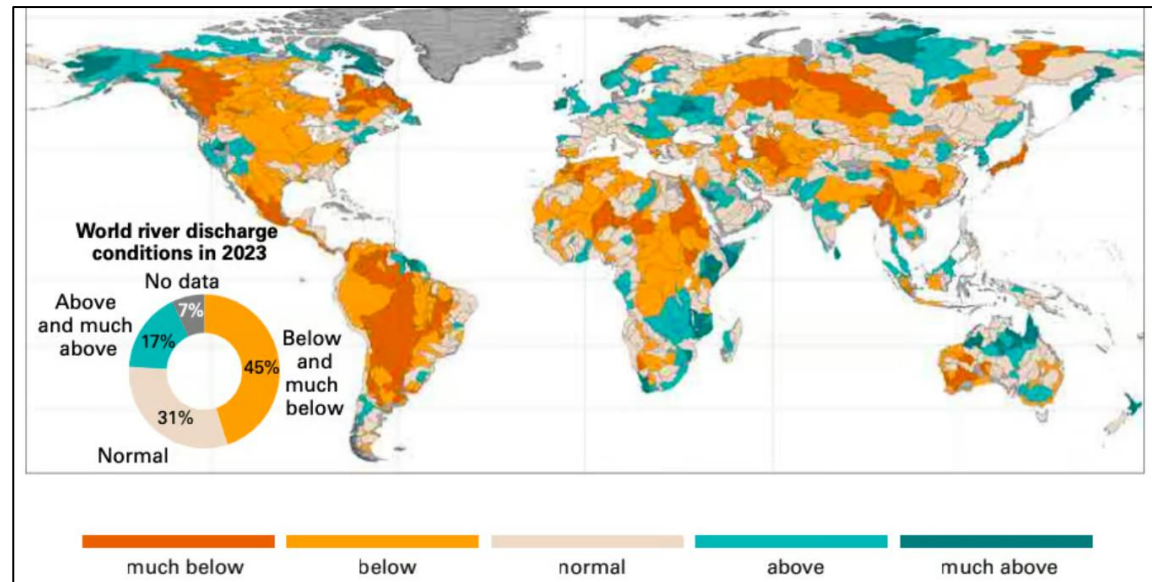 World river discharge
conditions in 2023
No data
7%
Above
and much
above
17%
Below
and
much
below
45%
31%
Normal
much below
below
normal
above
much above